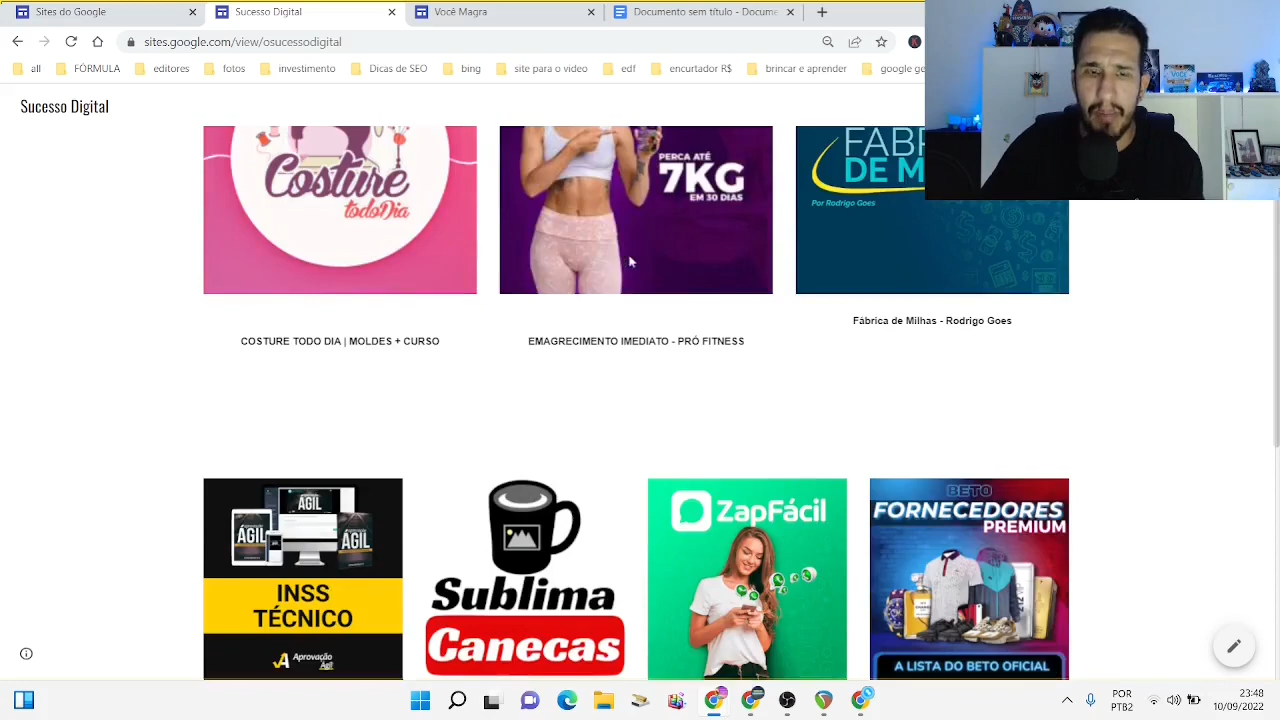 Sites do Google
Sucesso Digital
Você Magra
Documento sem título - Docume
sites.google.com/view/osucessodigital
all
FÓRMULA
editores
fotos
investimento
Dicas de SEO
bing
site para o video
edf
encurtador R$
brincar e aprender
google ge
Sucesso Digital
Costure
todoDia
PERCA ATÉ
7KG
EM 30 DIAS
FÁBR
DE M
Por Rodrigo Goes
COSTURE TODO DIA | MOLDES + CURSO
EMAGRECIMENTO IMEDIATO - PRÓ FITNESS
Fábrica de Milhas - Rodrigo Goes
ÁGIL
ÁGIL
ÁGIL
INSS
TÉCNICO
Aprovação
Ágil
Sublima
Canecas
ZapFácil
BETO
FORNECEDORES
PREMIUM
A LISTA DO BETO OFICIAL
POR
23:48
10/09/2022